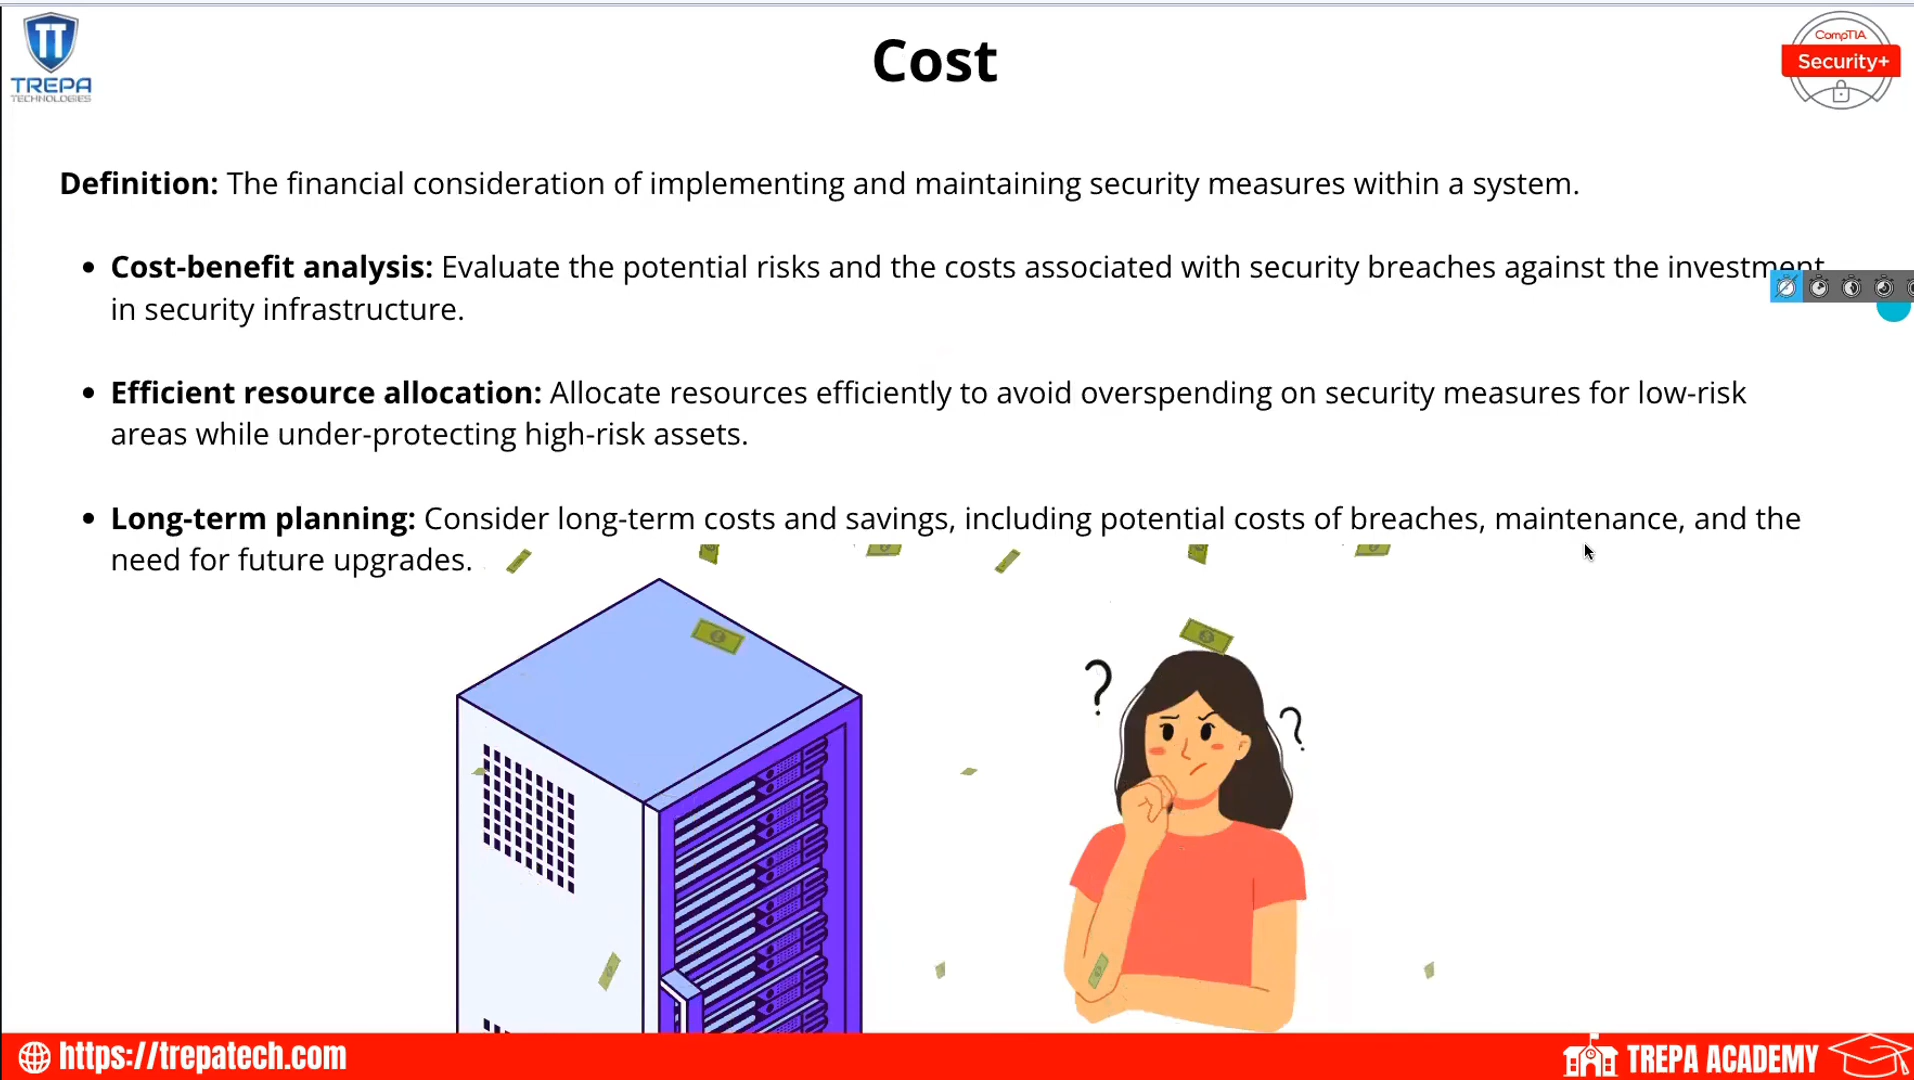 TREPA
TECHNOLOGIES
Cost
CompTIA
Security+
Definition: The financial consideration of implementing and maintaining security measures within a system.
• Cost-benefit analysis: Evaluate the potential risks and the costs associated with security breaches against the investment
in security infrastructure.
• Efficient resource allocation: Allocate resources efficiently to avoid overspending on security measures for low-risk
areas while under-protecting high-risk assets.
• Long-term planning: Consider long-term costs and savings, including potential costs of breaches, maintenance, and the
need for future upgrades.
?
?
https://trepatech.com
TREPA ACADEMY